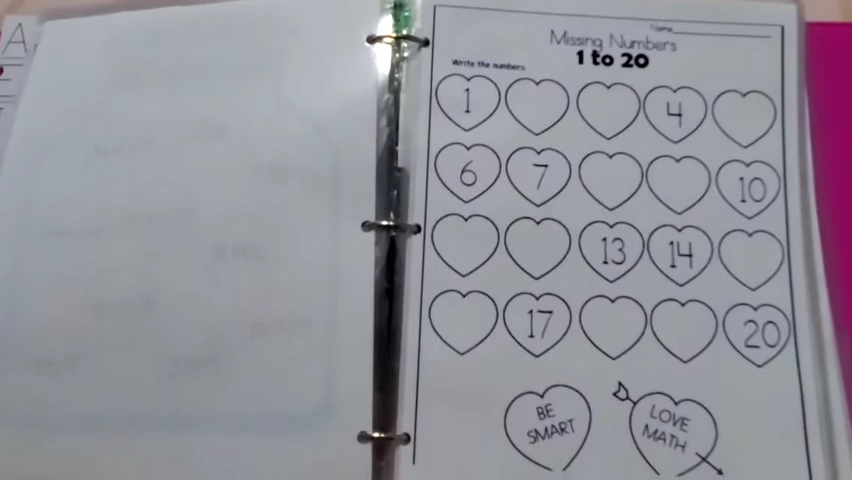 A
Name
Missing Numbers
1 to 20
Write the numbers.
1 4
6 7 10
13 14
17 20
BE
SMART
LOVE
MATH